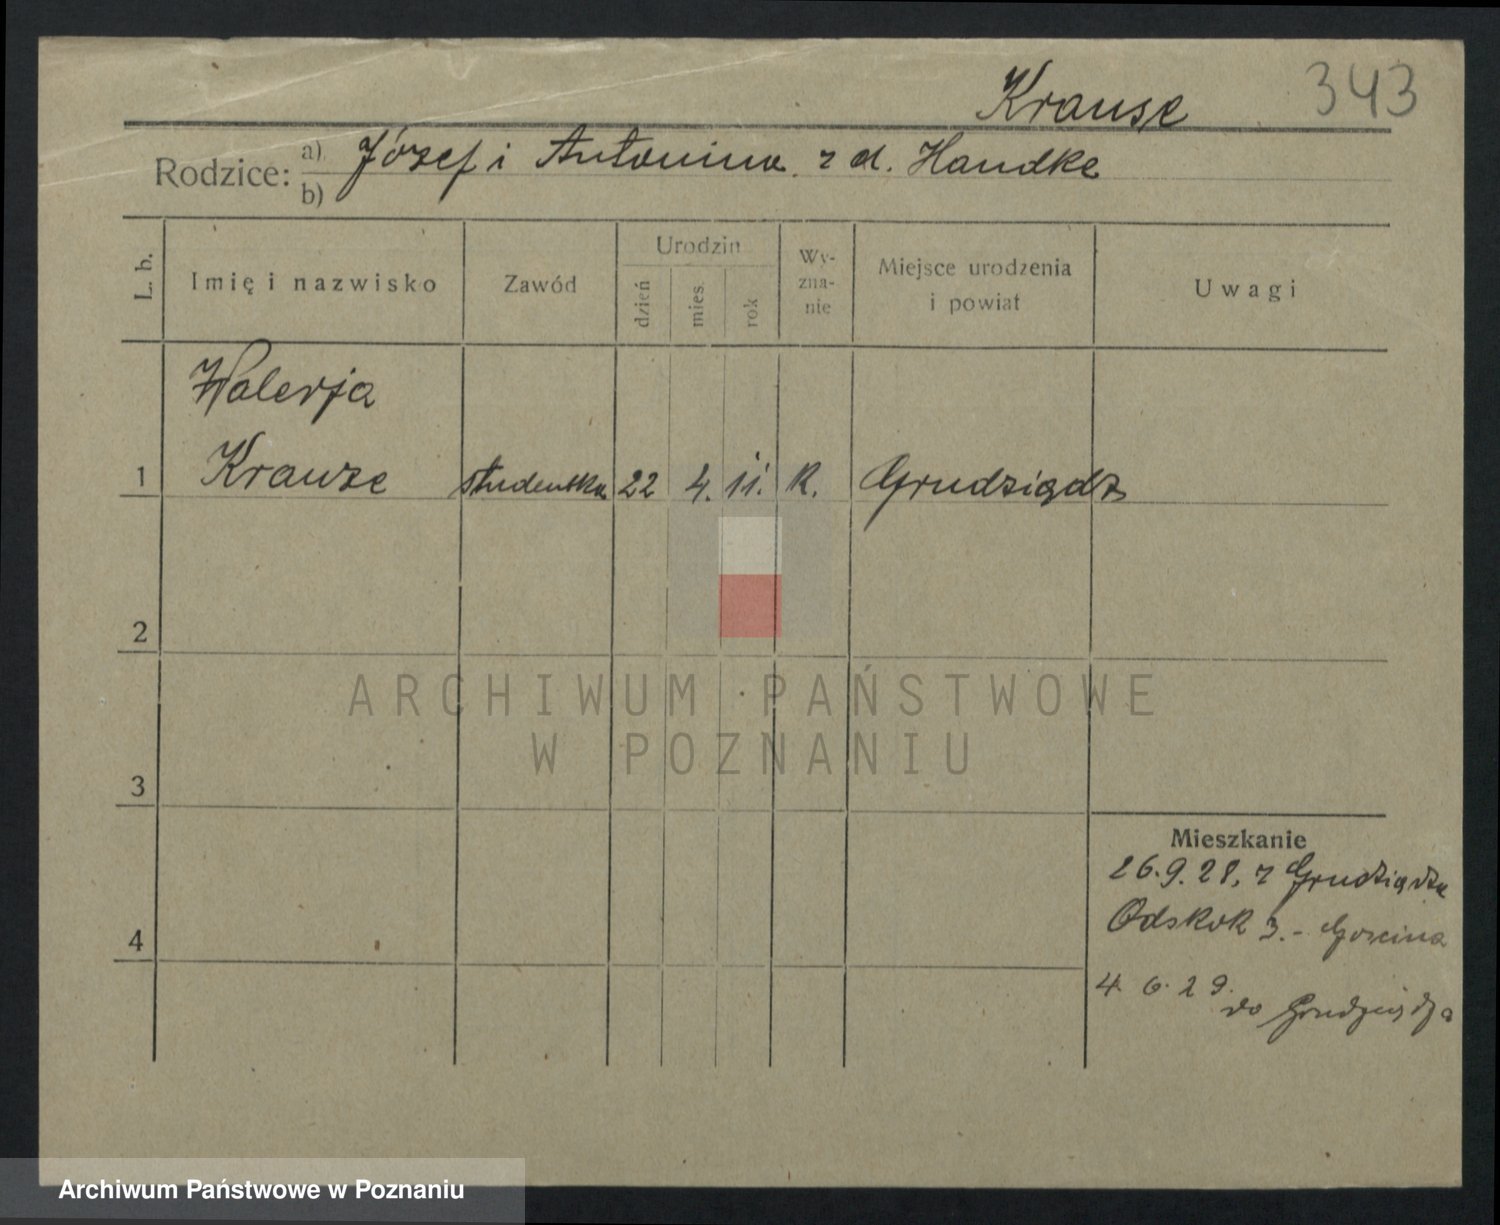 Krause 343
Rodzice: a) Józef i Antonina z d. Handke
b)
L. b. Imię i nazwisko Zawód Urodzin dzień mies. rok Wyznanie Miejsce urodzenia i powiat Uwagi
Walerja
1 Krauze studentka 22 4. 11. R. Grudziądz
2
ARCHIWUM PAŃSTWOWE
W POZNANIU
3
Mieszkanie
26.9.28, z Grudziądza
Odskok 3.-
4
4 6. 29.
do Grudziądza
Archiwum Państwowe w Poznaniu